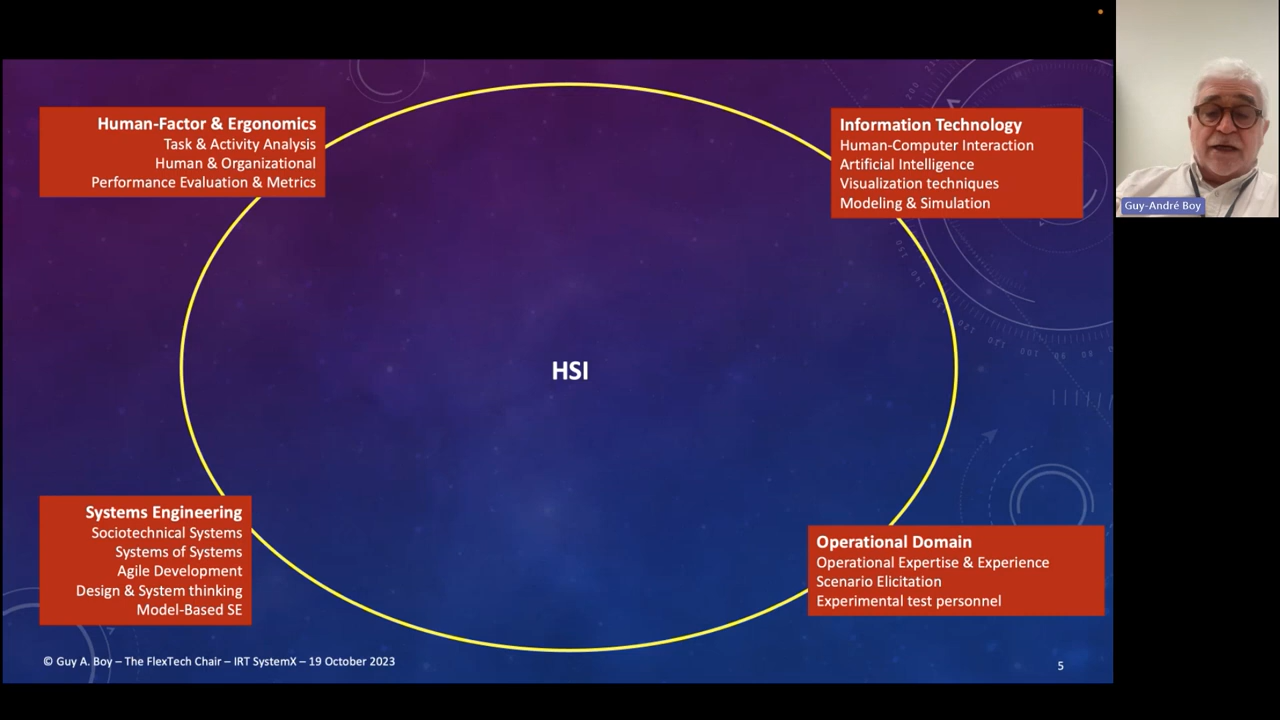 Human-Factor & Ergonomics
Task & Activity Analysis
Human & Organizational
Performance Evaluation & Metrics
Information Technology
Human-Computer Interaction
Artificial Intelligence
Visualization techniques
Modeling & Simulation
Guy-André Boy
HSI
Systems Engineering
Sociotechnical Systems
Systems of Systems
Agile Development
Design & System thinking
Model-Based SE
Operational Domain
Operational Expertise & Experience
Scenario Elicitation
Experimental test personnel
© Guy A. Boy – The FlexTech Chair – IRT SystemX – 19 October 2023
5